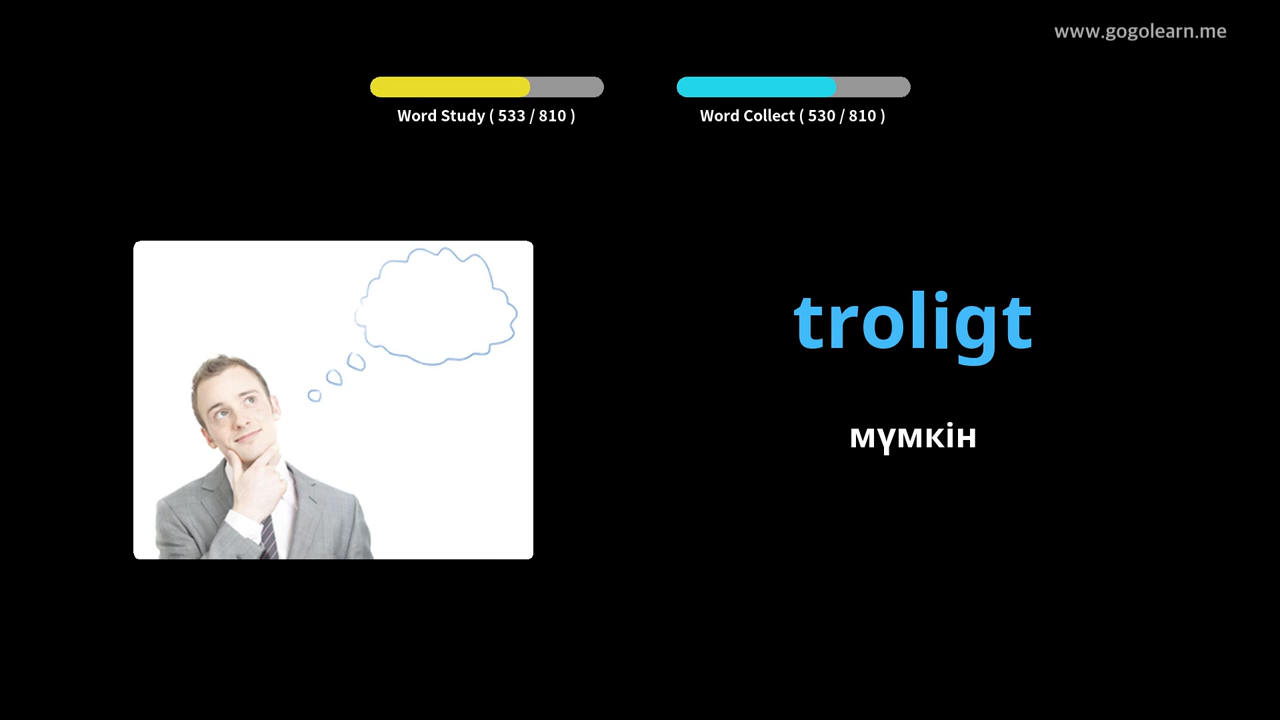 www.gogolearn.me
Word Study ( 533 / 810 )
Word Collect ( 530 / 810 )
troligt
мүмкін